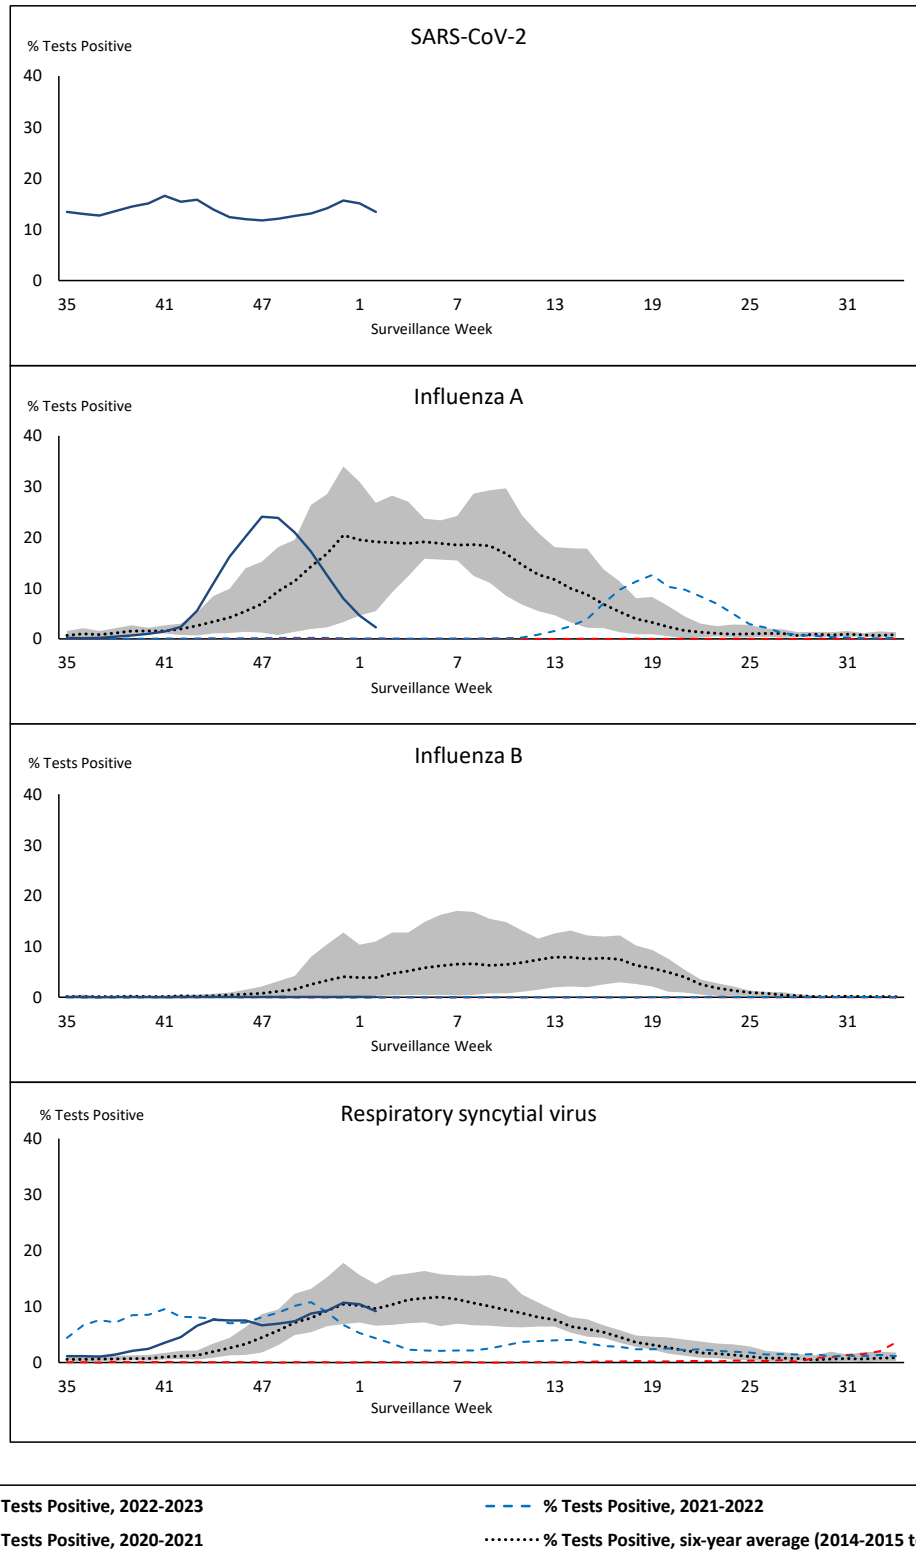 SARS-CoV-2
% Tests Positive
40
30
20
10
0
35 41 47 1 7 13 19 25 31
Surveillance Week
Influenza A
% Tests Positive
40
30
20
10
0
35 41 47 1 7 13 19 25 31
Surveillance Week
Influenza B
% Tests Positive
40
30
20
10
0
35 41 47 1 7 13 19 25 31
Surveillance Week
Respiratory syncytial virus
% Tests Positive
40
30
20
10
0
35 41 47 1 7 13 19 25 31
Surveillance Week
Tests Positive, 2022-2023 % Tests Positive, 2021-2022
Tests Positive, 2020-2021 % Tests Positive, six-year average (2014-2015 t